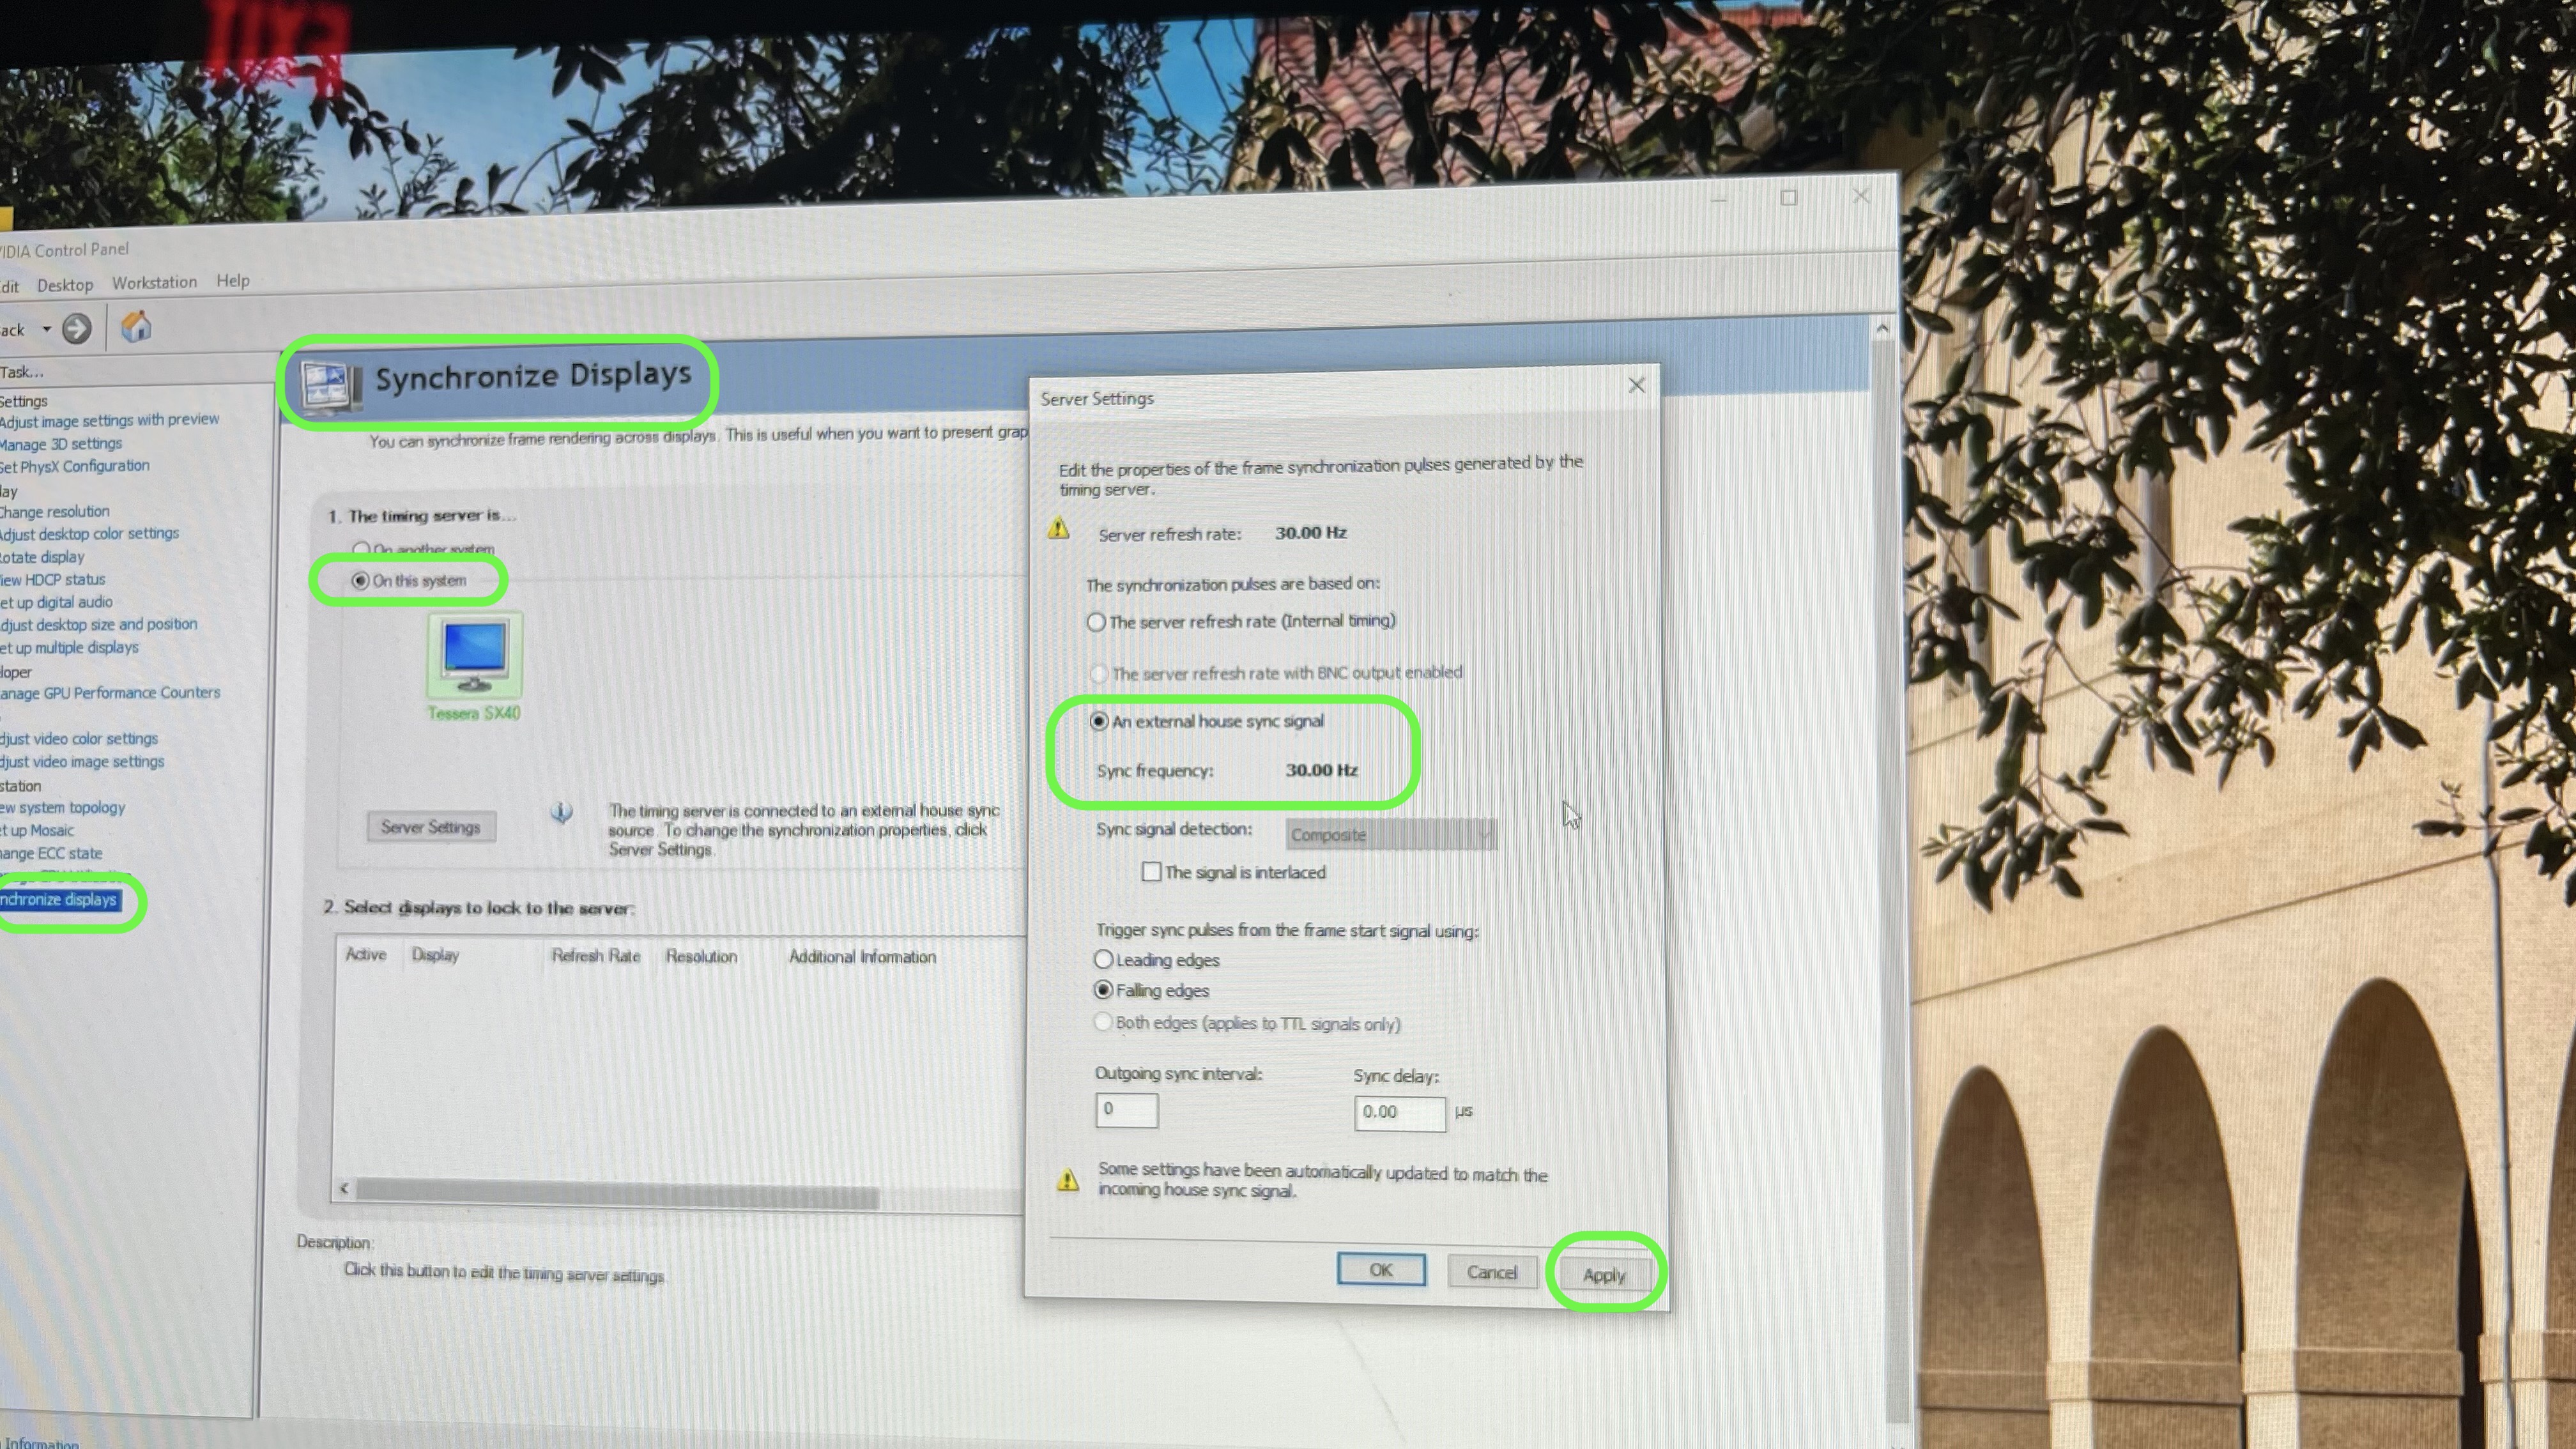 IDIA Control Panel
dit Desktop Workstation Help
ack
Task...
Settings
Adjust image settings with preview
Manage 3D settings
Set PhysX Configuration
lay
Change resolution
Adjust desktop color settings
Rotate display
iew HDCP status
et up digital audio
djust desktop size and position
et up multiple displays
loper
anage GPU Performance Counters
djust video color settings
djust video image settings
station
ew system topology
t up Mosaic
ange ECC state
nchronize displays
Information
Synchronize Displays
You can synchronize frame rendering across displays. This is useful when you want to present grap
1. The timing server is...
On another system
On this system
Tessera SX40
Server Settings
The timing server is connected to an external house sync
source. To change the synchronization properties, click
Server Settings.
2. Select displays to lock to the server:
Active Display Refresh Rate Resolution Additional Information
Description:
Click this button to edit the timing server settings.
Server Settings
Edit the properties of the frame synchronization pulses generated by the
timing server.
Server refresh rate: 30.00 Hz
The synchronization pulses are based on:
The server refresh rate (Internal timing)
The server refresh rate with BNC output enabled
An external house sync signal
Sync frequency: 30.00 Hz
Sync signal detection: Composite
The signal is interlaced
Trigger sync pulses from the frame start signal using:
Leading edges
Falling edges
Both edges (applies to TTL signals only)
Outgoing sync interval: Sync delay:
0 0.00 µs
Some settings have been automatically updated to match the
incoming house sync signal.
OK Cancel Apply